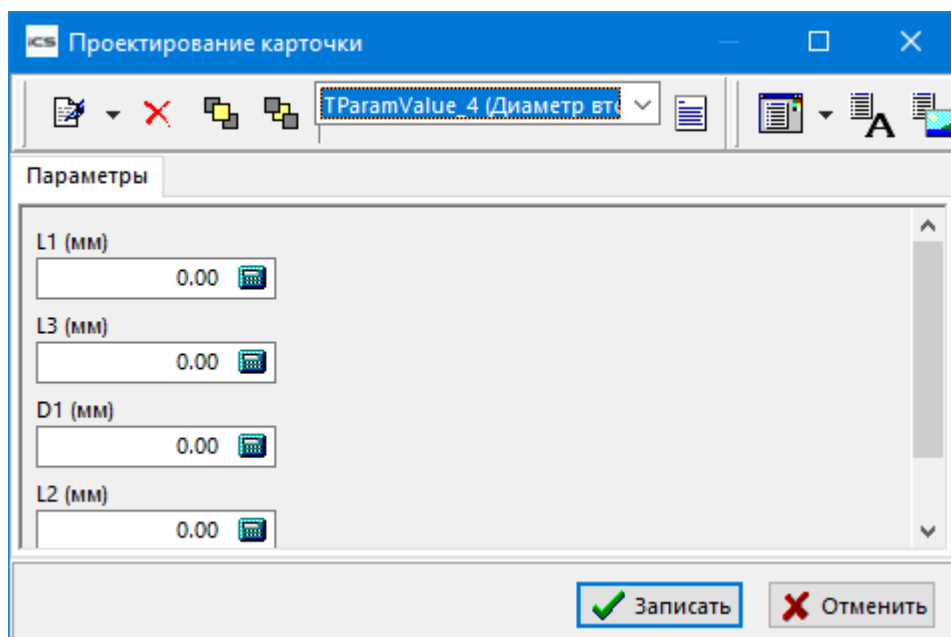 iCS Проектирование карточки
TParamValue_4 (Диаметр вто
A
Параметры
L1 (мм)
0.00
L3 (мм)
0.00
D1 (мм)
0.00
L2 (мм)
0.00
Записать Отменить